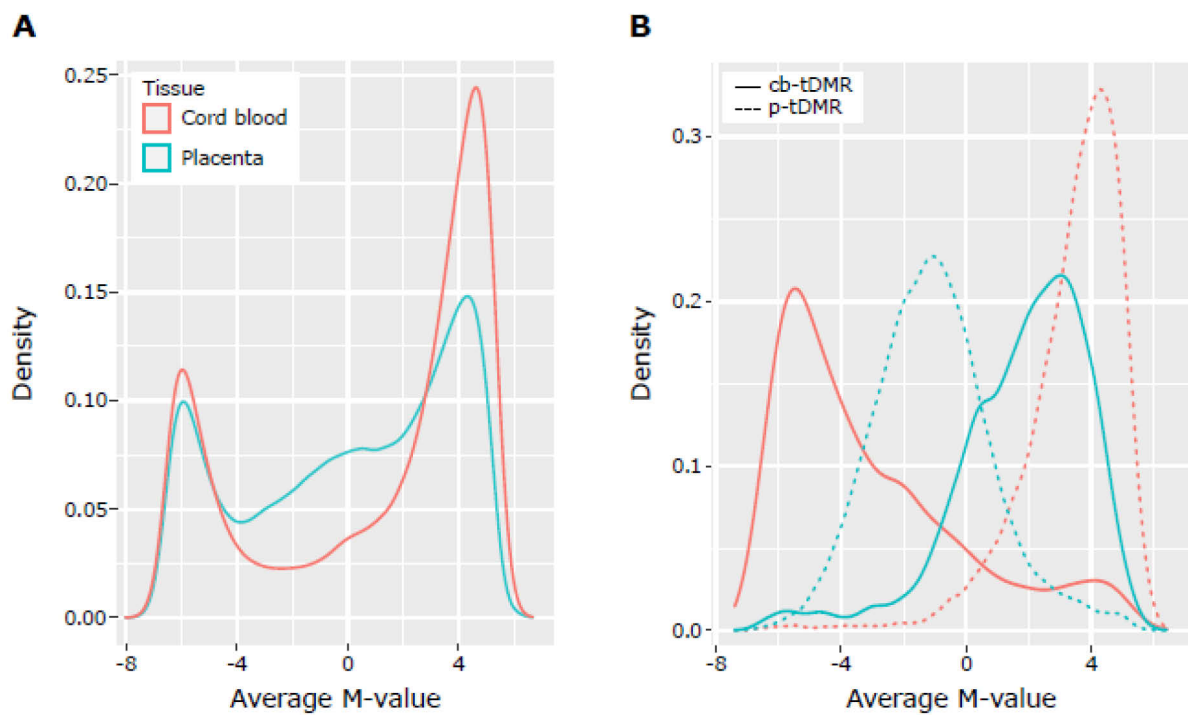 A
Tissue
Cord blood
Placenta
0.25
0.20
0.15
0.10
0.05
0.00
Density
-8
-4
0
4
Average M-value
B
cb-tDMR
p-tDMR
0.3
0.2
0.1
0.0
Density
-8
-4
0
4
Average M-value